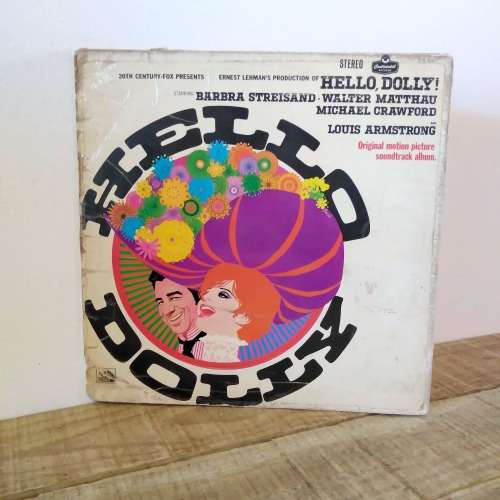 20TH CENTURY-FOX PRESENTS
ERNEST LEHMAN'S PRODUCTION OF
STEREO
HELLO, DOLLY!
STARRING BARBRA STREISAND · WALTER MATTHAU
MICHAEL CRAWFORD
LOUIS ARMSTRONG
Original motion picture
soundtrack album.
HELLO
DOLLY